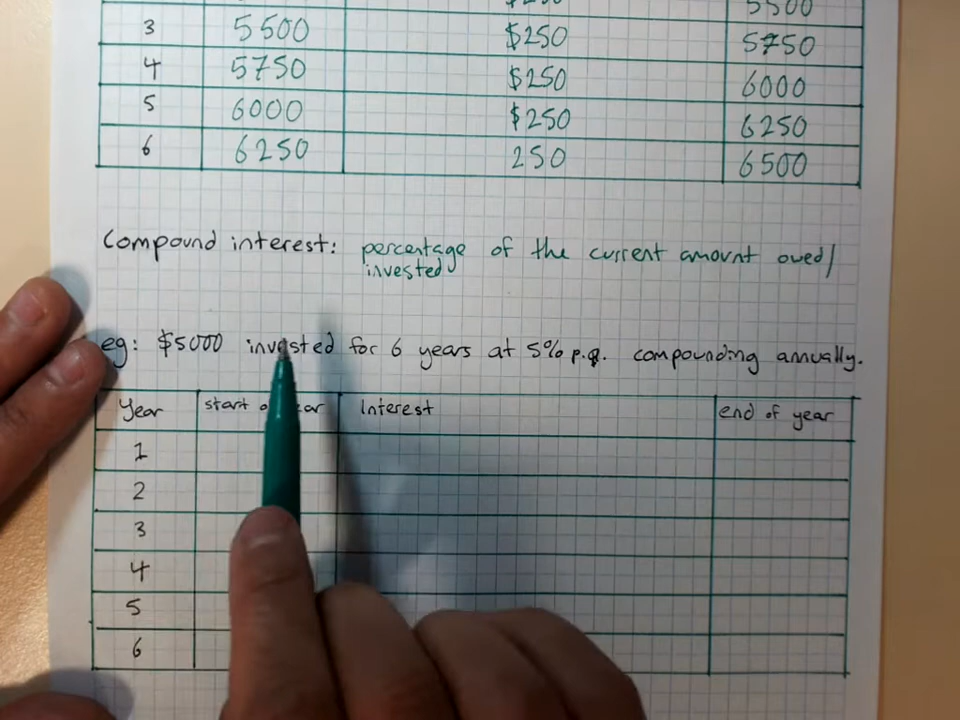 5500
3 5500 $250 5750
4 5750 $250 6000
5 6000 $250 6250
6 6250 250 6500
Compound interest: percentage of the current amount owed/
invested
eg: $5000 invested for 6 years at 5% p.a. compounding annually.
Year start Interest end of year
1
2
3
4
5
6